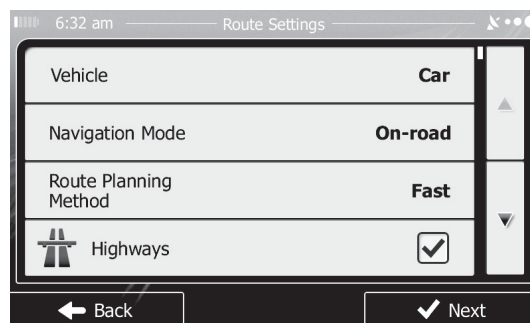 6:32 am
Route Settings
Vehicle
Car
Navigation Mode
On-road
Route Planning
Method
Fast
Highways
Back
Next